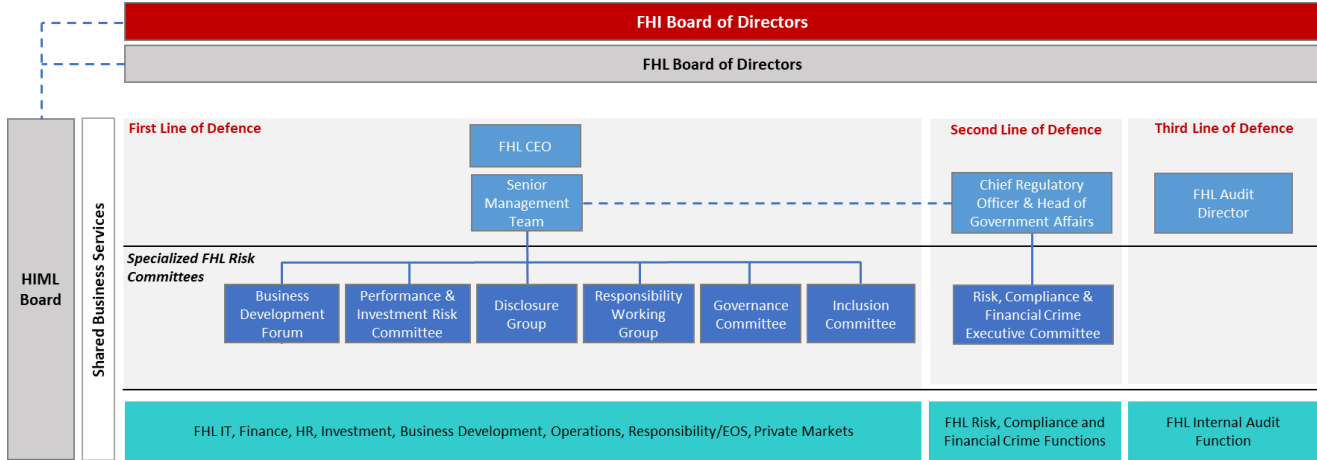 FHI Board of Directors
FHL Board of Directors
HIML
Board
Shared Business Services
First Line of Defence
FHL CEO
Senior
Management
Team
Second Line of Defence
Chief Regulatory
Officer & Head of
Government Affairs
Third Line of Defence
FHL Audit
Director
Specialized FHL Risk
Committees
Business
Development
Forum
Performance &
Investment Risk
Committee
Disclosure
Group
Responsibility
Working
Group
Governance
Committee
Inclusion
Committee
Risk, Compliance &
Financial Crime
Executive Committee
FHL IT, Finance, HR, Investment, Business Development, Operations, Responsibility/EOS, Private Markets
FHL Risk, Compliance and
Financial Crime Functions
FHL Internal Audit
Function